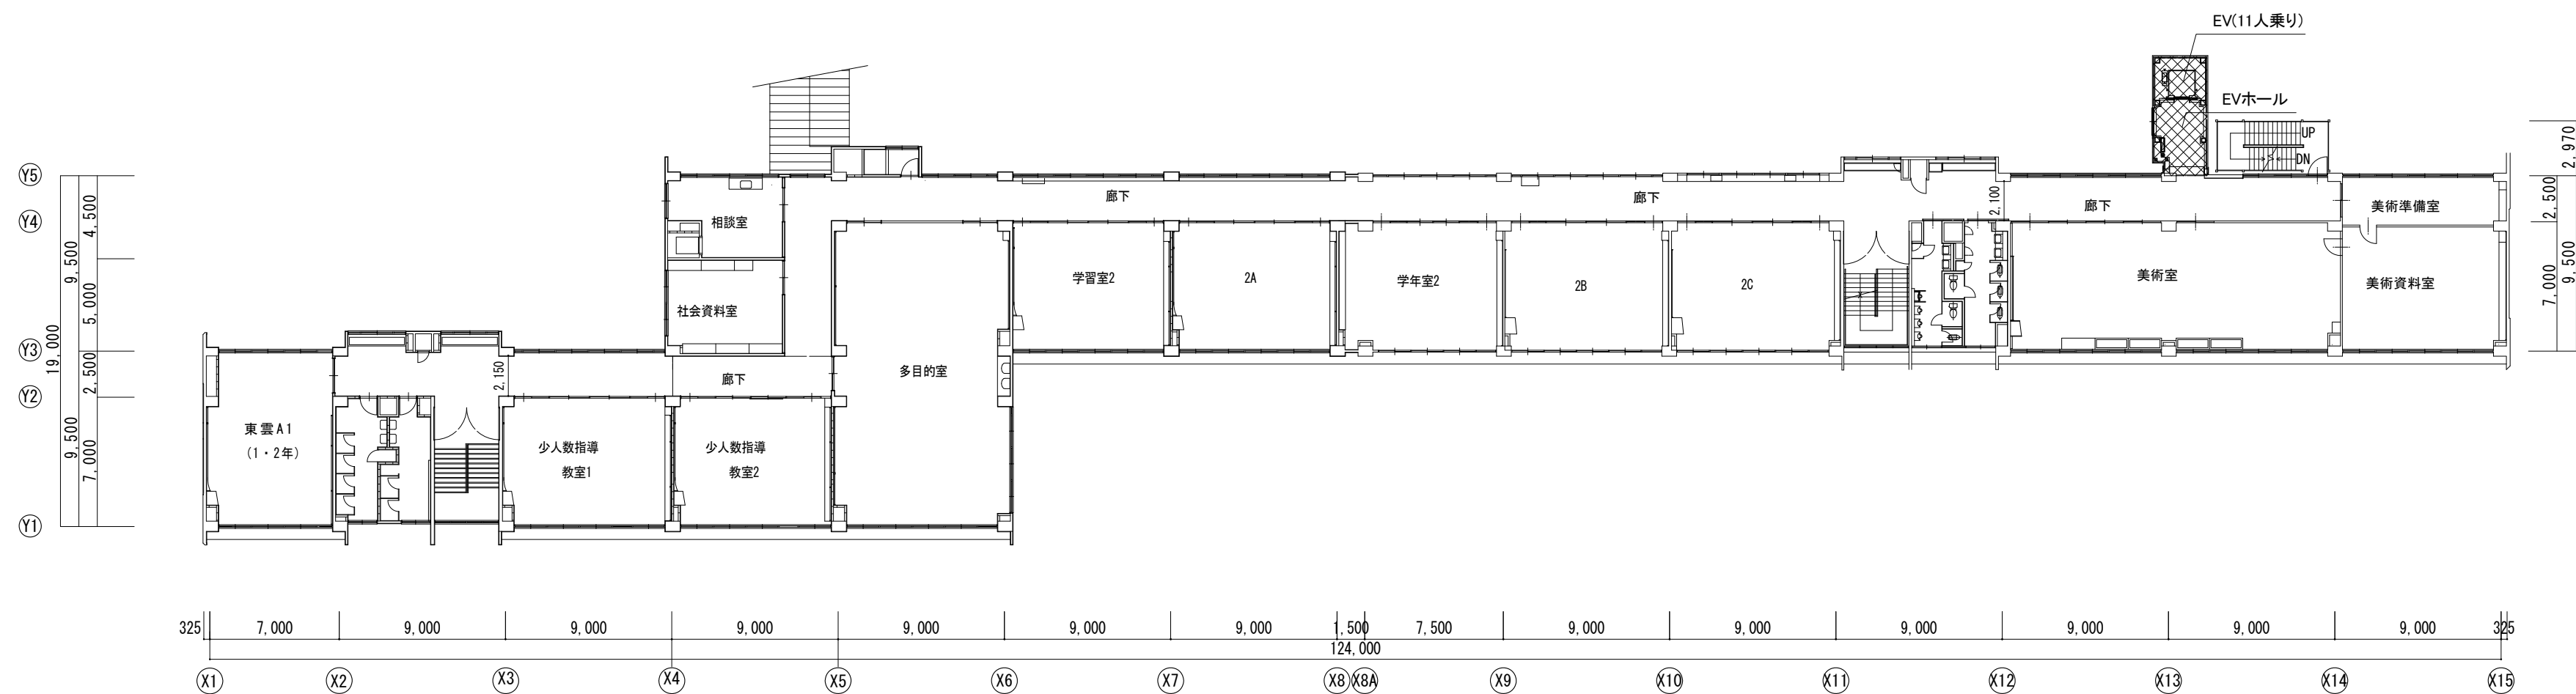 EV(11人乗り)
EVホール
UP
DN
Y5
Y4
Y3
Y2
Y1
19,000
9,500
9,500
4,500
5,000
2,500
7,000
2,970
2,500
7,000
9,500
相談室
社会資料室
廊下
廊下
2,100
廊下
美術準備室
学習室2
2A
学年室2
2B
2C
美術室
美術資料室
2,150
廊下
多目的室
東雲A1
(1・2年)
少人数指導
教室1
少人数指導
教室2
325
7,000
9,000
9,000
9,000
9,000
9,000
9,000
1,500
7,500
9,000
9,000
9,000
9,000
9,000
9,000
325
124,000
X1
X2
X3
X4
X5
X6
X7
X8
X8A
X9
X10
X11
X12
X13
X14
X15